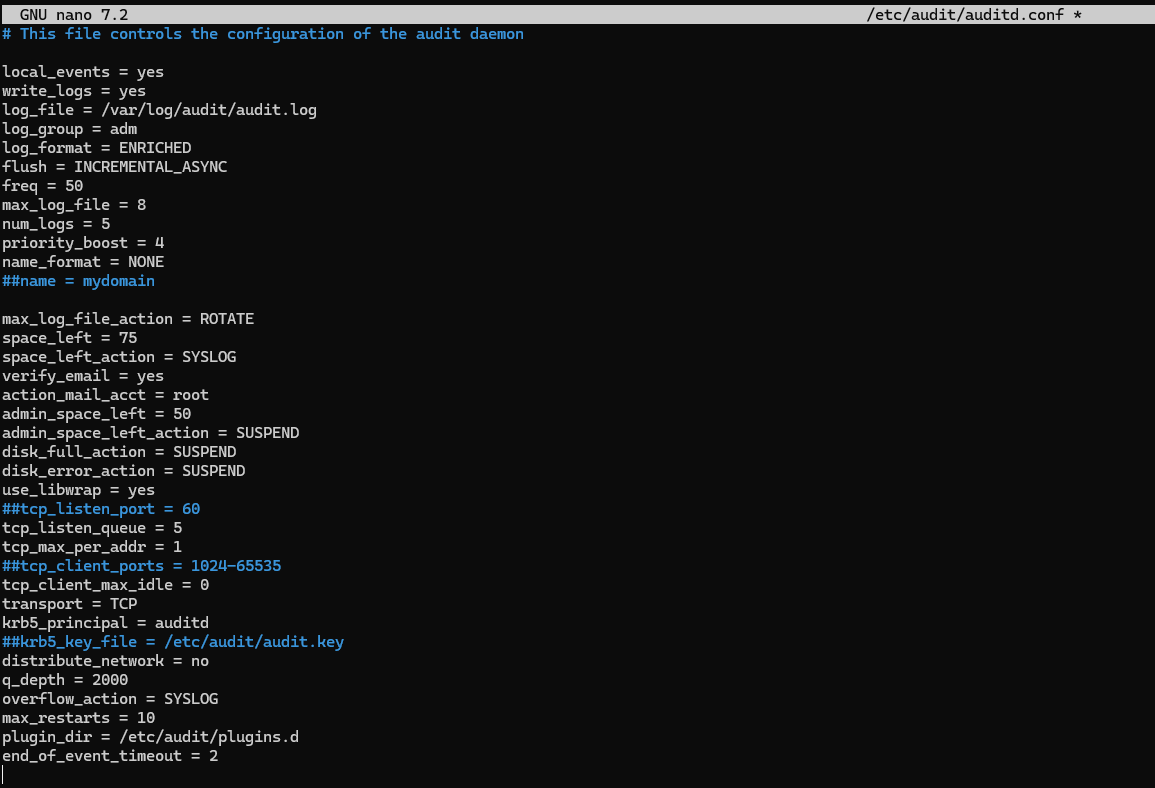 GNU nano 7.2 /etc/audit/auditd.conf *
# This file controls the configuration of the audit daemon
local_events = yes
write_logs = yes
log_file = /var/log/audit/audit.log
log_group = adm
log_format = ENRICHED
flush = INCREMENTAL_ASYNC
freq = 50
max_log_file = 8
num_logs = 5
priority_boost = 4
name_format = NONE
##name = mydomain
max_log_file_action = ROTATE
space_left = 75
space_left_action = SYSLOG
verify_email = yes
action_mail_acct = root
admin_space_left = 50
admin_space_left_action = SUSPEND
disk_full_action = SUSPEND
disk_error_action = SUSPEND
use_libwrap = yes
##tcp_listen_port = 60
tcp_listen_queue = 5
tcp_max_per_addr = 1
##tcp_client_ports = 1024-65535
tcp_client_max_idle = 0
transport = TCP
krb5_principal = auditd
##krb5_key_file = /etc/audit/audit.key
distribute_network = no
q_depth = 2000
overflow_action = SYSLOG
max_restarts = 10
plugin_dir = /etc/audit/plugins.d
end_of_event_timeout = 2